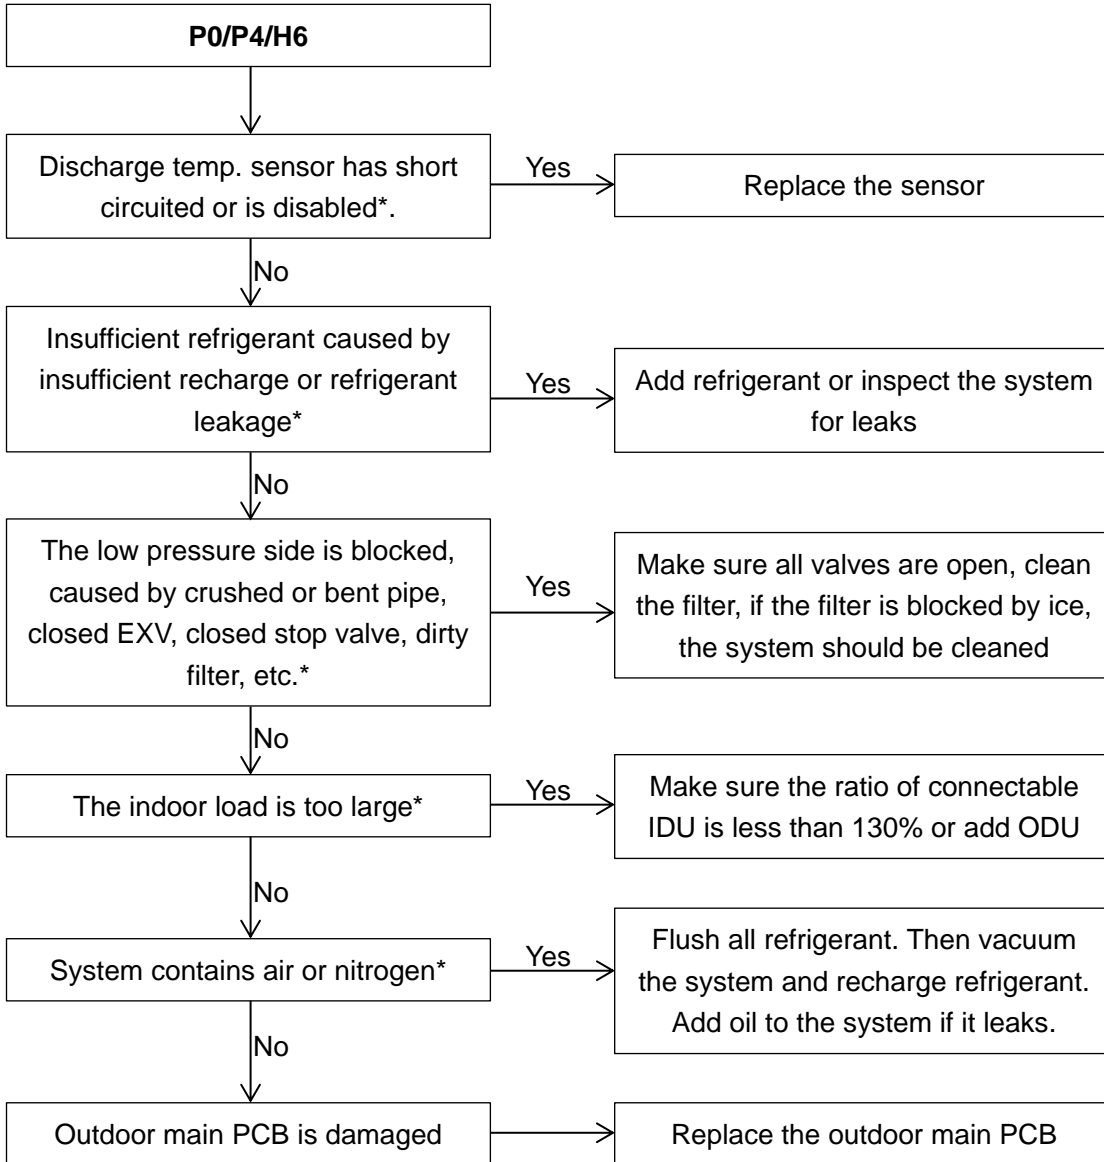 P0/P4/H6
Discharge temp. sensor has short
circuited or is disabled*.
Yes
Replace the sensor
No
Insufficient refrigerant caused by
insufficient recharge or refrigerant
leakage*
Yes
Add refrigerant or inspect the system
for leaks
No
The low pressure side is blocked,
caused by crushed or bent pipe,
closed EXV, closed stop valve, dirty
filter, etc.*
Yes
Make sure all valves are open, clean
the filter, if the filter is blocked by ice,
the system should be cleaned
No
The indoor load is too large*
Yes
Make sure the ratio of connectable
IDU is less than 130% or add ODU
No
System contains air or nitrogen*
Yes
Flush all refrigerant. Then vacuum
the system and recharge refrigerant.
Add oil to the system if it leaks.
No
Outdoor main PCB is damaged
Replace the outdoor main PCB